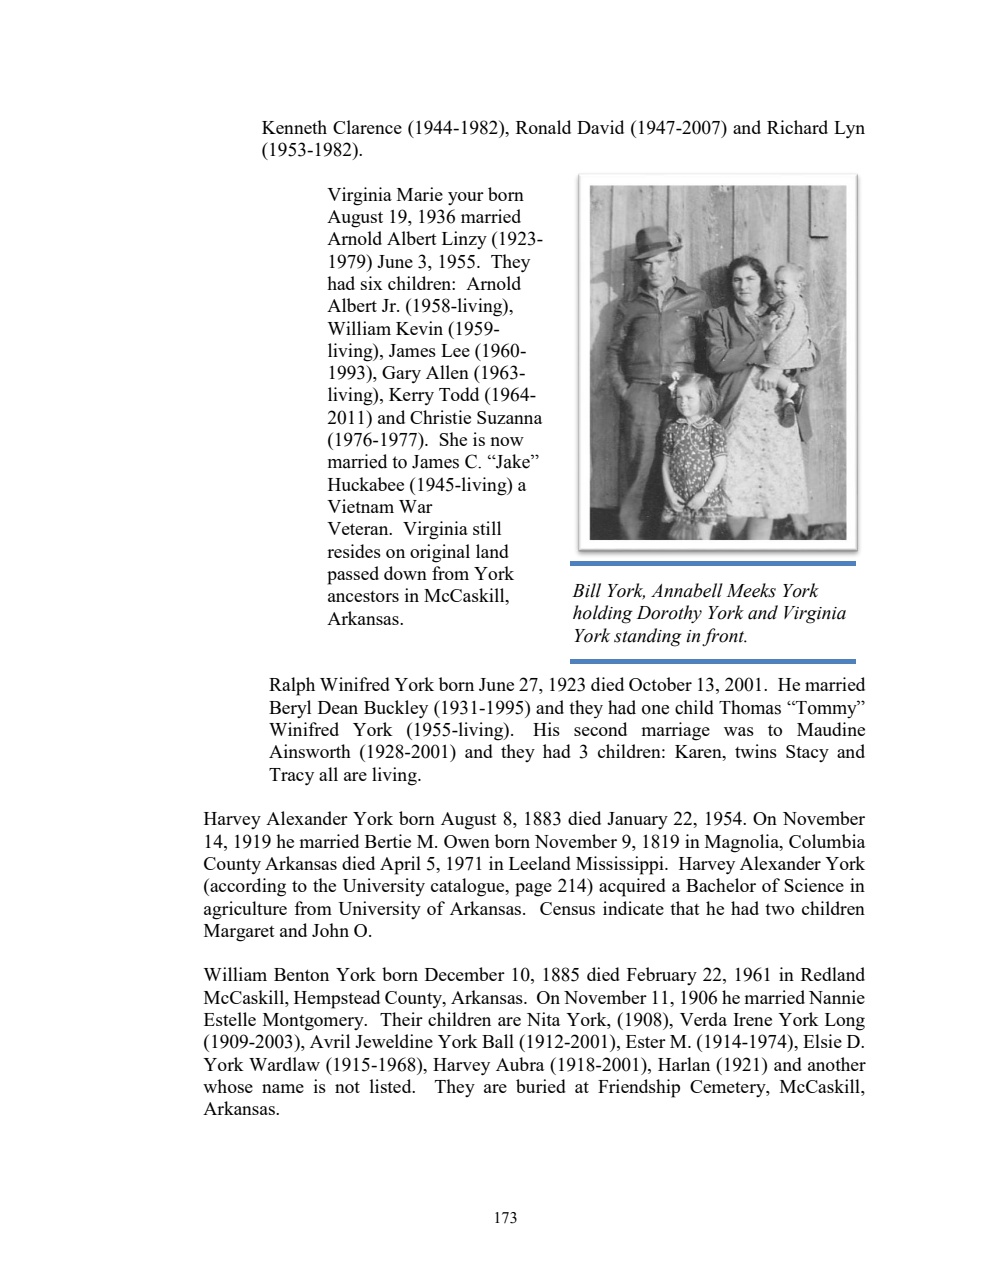 Kenneth Clarence (1944-1982), Ronald David (1947-2007) and Richard Lyn
(1953-1982).
Virginia Marie your born
August 19, 1936 married
Arnold Albert Linzy (1923-
1979) June 3, 1955.  They
had six children:  Arnold
Albert Jr. (1958-living),
William Kevin (1959-
living), James Lee (1960-
1993), Gary Allen (1963-
living), Kerry Todd (1964-
2011) and Christie Suzanna
(1976-1977).  She is now
married to James C. “Jake”
Huckabee (1945-living) a
Vietnam War
Veteran.  Virginia still
resides on original land
passed down from York
ancestors in McCaskill,
Arkansas.
Bill York, Annabell Meeks York
holding Dorothy York and Virginia
York standing in front.
Ralph Winifred York born June 27, 1923 died October 13, 2001.  He married
Beryl Dean Buckley (1931-1995) and they had one child Thomas “Tommy”
Winifred York (1955-living).  His second marriage was to Maudine
Ainsworth (1928-2001) and they had 3 children: Karen, twins Stacy and
Tracy all are living.
Harvey Alexander York born August 8, 1883 died January 22, 1954. On November
14, 1919 he married Bertie M. Owen born November 9, 1819 in Magnolia, Columbia
County Arkansas died April 5, 1971 in Leeland Mississippi.  Harvey Alexander York
(according to the University catalogue, page 214) acquired a Bachelor of Science in
agriculture from University of Arkansas.  Census indicate that he had two children
Margaret and John O.
William Benton York born December 10, 1885 died February 22, 1961 in Redland
McCaskill, Hempstead County, Arkansas.  On November 11, 1906 he married Nannie
Estelle Montgomery.  Their children are Nita York, (1908), Verda Irene York Long
(1909-2003), Avril Jeweldine York Ball (1912-2001), Ester M. (1914-1974), Elsie D.
York Wardlaw (1915-1968), Harvey Aubra (1918-2001), Harlan (1921) and another
whose name is not listed.  They are buried at Friendship Cemetery, McCaskill,
Arkansas.
173